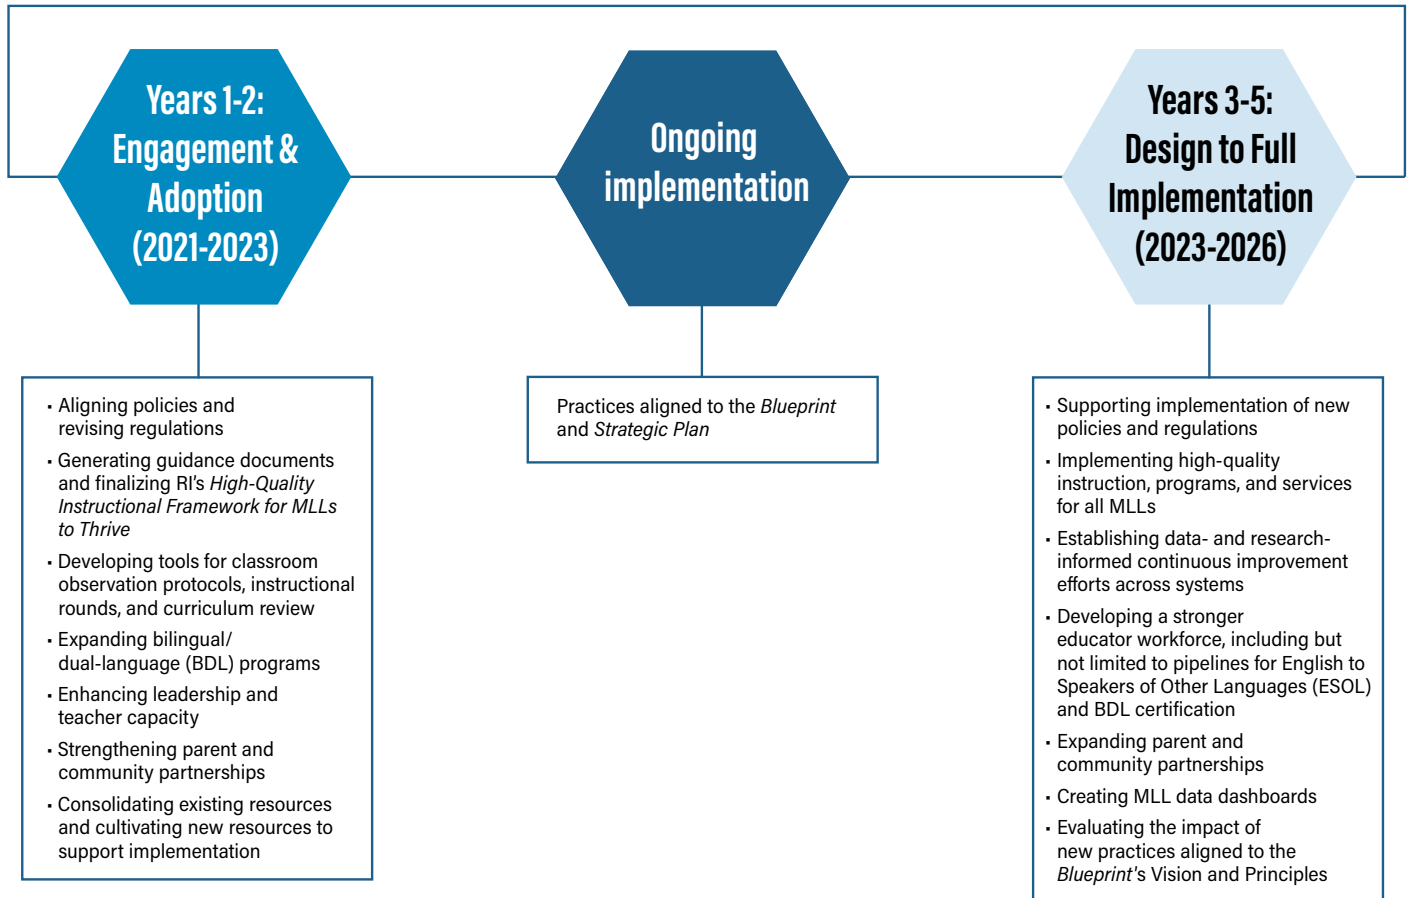 Years 1-2:
Engagement &
Adoption
(2021-2023)
· Aligning policies and
revising regulations
· Generating guidance documents
and finalizing RI's High-Quality
Instructional Framework for MLLs
to Thrive
· Developing tools for classroom
observation protocols, instructional
rounds, and curriculum review
· Expanding bilingual/
dual-language (BDL) programs
· Enhancing leadership and
teacher capacity
· Strengthening parent and
community partnerships
· Consolidating existing resources
and cultivating new resources to
support implementation
Ongoing
implementation
Practices aligned to the Blueprint
and Strategic Plan
Years 3-5:
Design to Full
Implementation
(2023-2026)
· Supporting implementation of new
policies and regulations
· Implementing high-quality
instruction, programs, and services
for all MLLs
· Establishing data- and research-
informed continuous improvement
efforts across systems
· Developing a stronger
educator workforce, including but
not limited to pipelines for English to
Speakers of Other Languages (ESOL)
and BDL certification
· Expanding parent and
community partnerships
· Creating MLL data dashboards
· Evaluating the impact of
new practices aligned to the
Blueprint's Vision and Principles